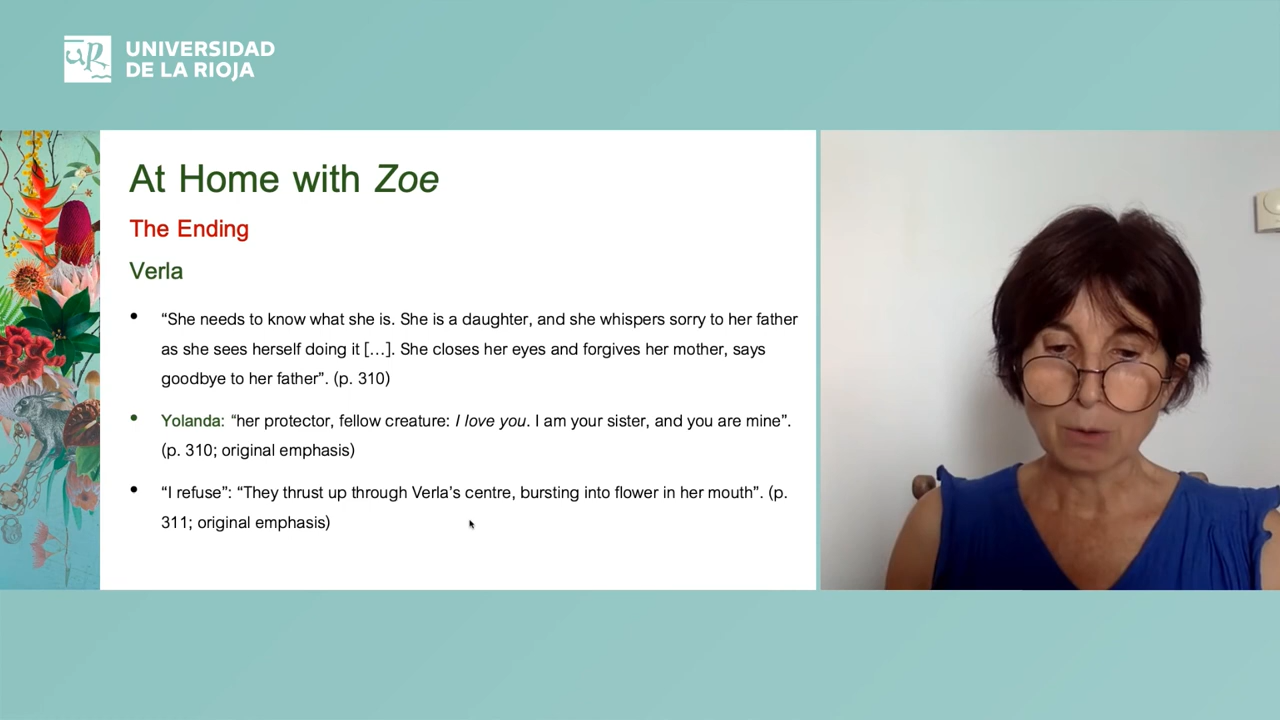 UNIVERSIDAD
DE LA RIOJA
At Home with Zoe
The Ending
Verla
• “She needs to know what she is. She is a daughter, and she whispers sorry to her father
as she sees herself doing it […]. She closes her eyes and forgives her mother, says
goodbye to her father”. (p. 310)
• Yolanda: “her protector, fellow creature: I love you. I am your sister, and you are mine”.
(p. 310; original emphasis)
• “I refuse”: “They thrust up through Verla’s centre, bursting into flower in her mouth”. (p.
311; original emphasis)